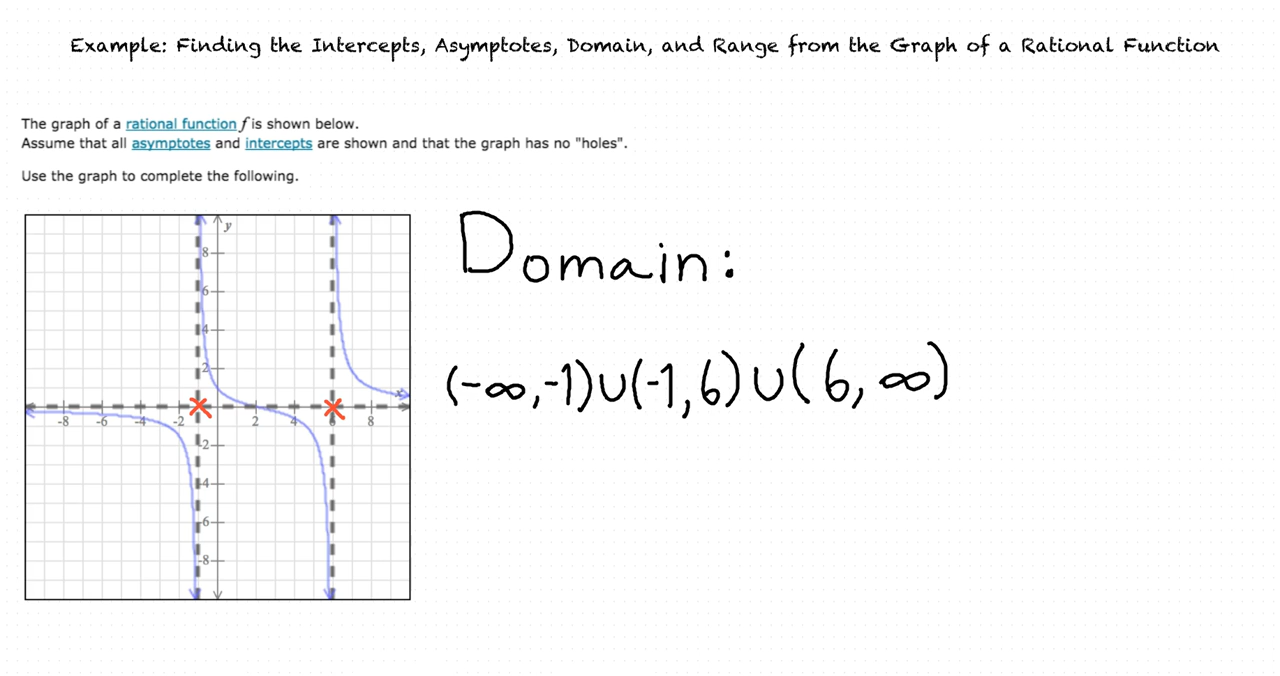 Example: Finding the Intercepts, Asymptotes, Domain, and Range from the Graph of a Rational Function
The graph of a rational function f is shown below.
Assume that all asymptotes and intercepts are shown and that the graph has no "holes".
Use the graph to complete the following.
y
8
6
4
2
-8 -6 -4 -2 2 4 6 8
-2
-4
-6
-8
x
Domain:
(-∞,-1)∪(-1,6)∪(6,∞)